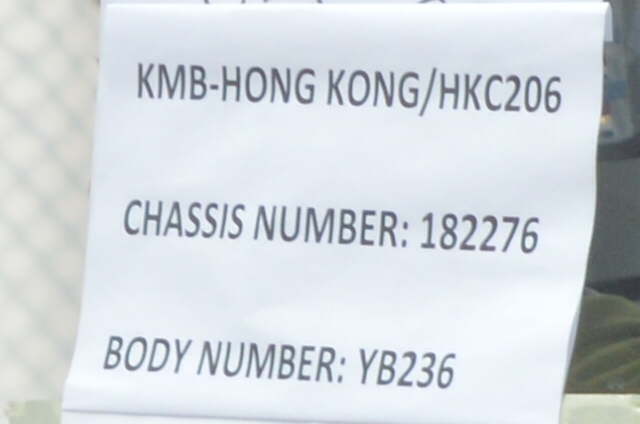 KMB-HONG KONG/HKC206
CHASSIS NUMBER: 182276
BODY NUMBER: YB236